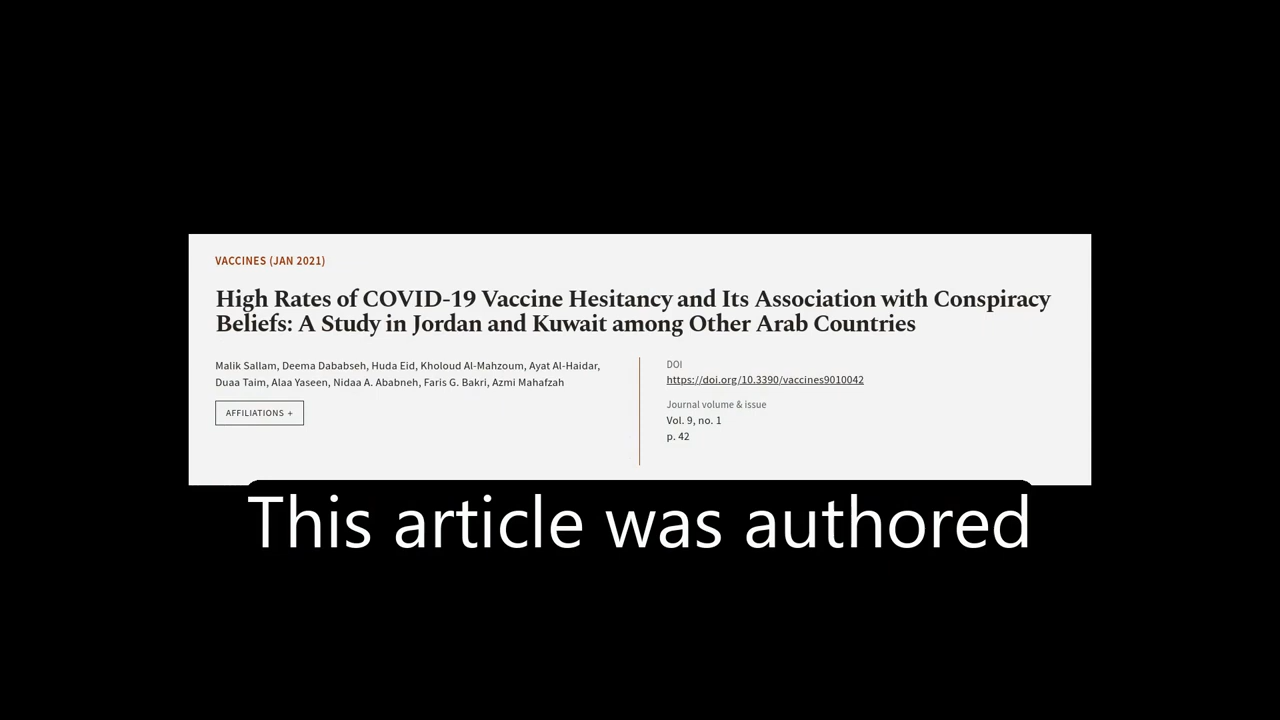 VACCINES (JAN 2021)
High Rates of COVID-19 Vaccine Hesitancy and Its Association with Conspiracy
Beliefs: A Study in Jordan and Kuwait among Other Arab Countries
Malik Sallam, Deema Dababseh, Huda Eid, Kholoud Al-Mahzoum, Ayat Al-Haidar,
Duaa Taim, Alaa Yaseen, Nidaa A. Ababneh, Faris G. Bakri, Azmi Mahafzah
AFFILIATIONS +
DOI
https://doi.org/10.3390/vaccines9010042
Journal volume & issue
Vol. 9, no. 1
p. 42
This article was authored